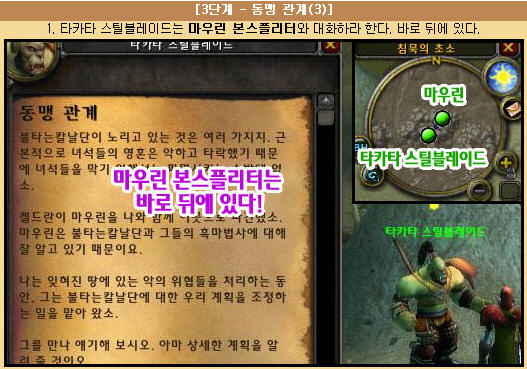 [3단계 - 동맹 관계(3)]
1. 타카타 스틸블레이드는 마우린 본스플리터와 대화하라 한다. 바로 뒤에 있다.
타카타 스틸블레이드
동맹 관계
불타는칼날단이 노리고 있는 것은 여러 가지지. 근
본적으로 녀석들의 영혼은 악하고 타락했기 때문
에 녀석들을 막기
소.
마우린 본스플리터는
바로 뒤에 있다!
켈드란이 마우린을 나와 함께
마우린은 불타는칼날단과 그들의 흑마법사에 대해
잘 알고 있기 때문이요.
나는 잊혀진 땅에 있는 악의 위협들을 처리하는 동
안, 그는 불타는칼날단에 대한 우리 계획을 조정하
는 일을 맡아 왔소.
그를 만나 얘기해 보시오. 아마 상세한 계획을 알
려 줄 것이오
침묵의 초소
N
마우린
타카타 스틸블레이드
타카타 스틸블레이드